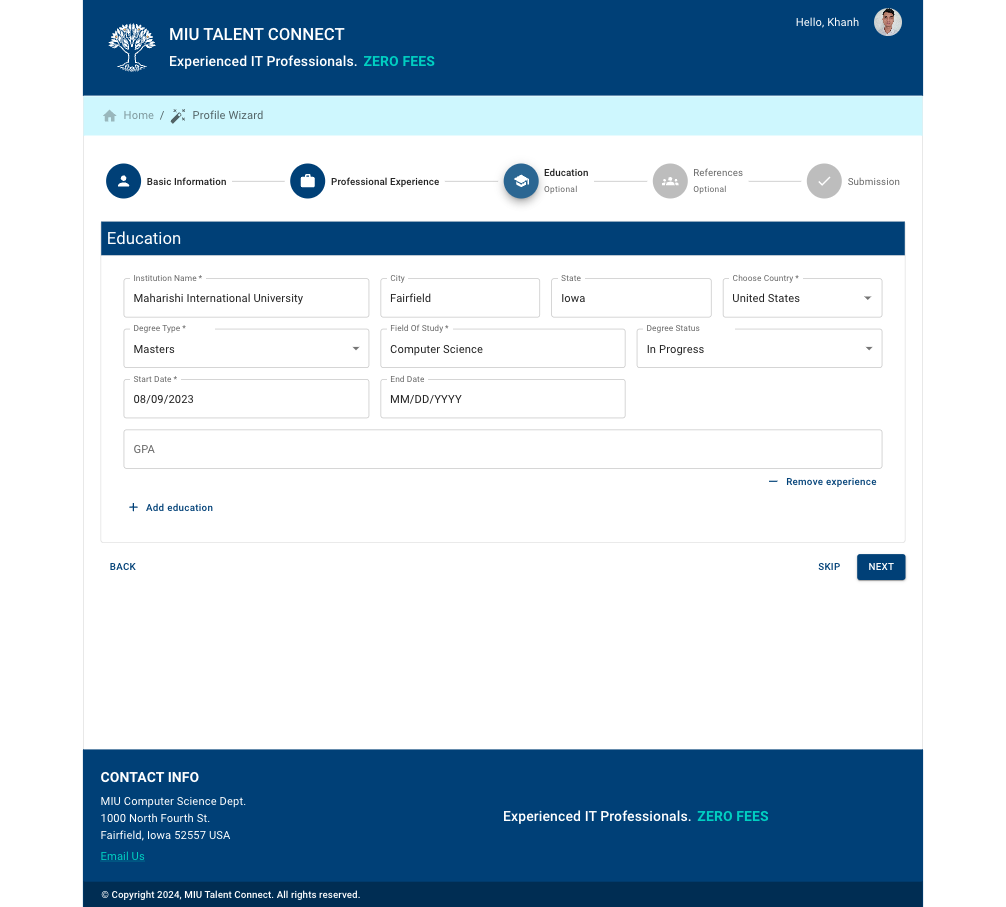 MIU TALENT CONNECT
Experienced IT Professionals. ZERO FEES
Hello, Khanh
Home / Profile Wizard
Basic Information
Professional Experience
Education
Optional
References
Optional
Submission
Education
Institution Name *
Maharishi International University
City
Fairfield
State
Iowa
Choose Country *
United States
Degree Type *
Masters
Field Of Study *
Computer Science
Degree Status
In Progress
Start Date *
08/09/2023
End Date
MM/DD/YYYY
GPA
Remove experience
Add education
BACK
SKIP
NEXT
CONTACT INFO
MIU Computer Science Dept.
1000 North Fourth St.
Fairfield, Iowa 52557 USA
Email Us
Experienced IT Professionals. ZERO FEES
© Copyright 2024, MIU Talent Connect. All rights reserved.